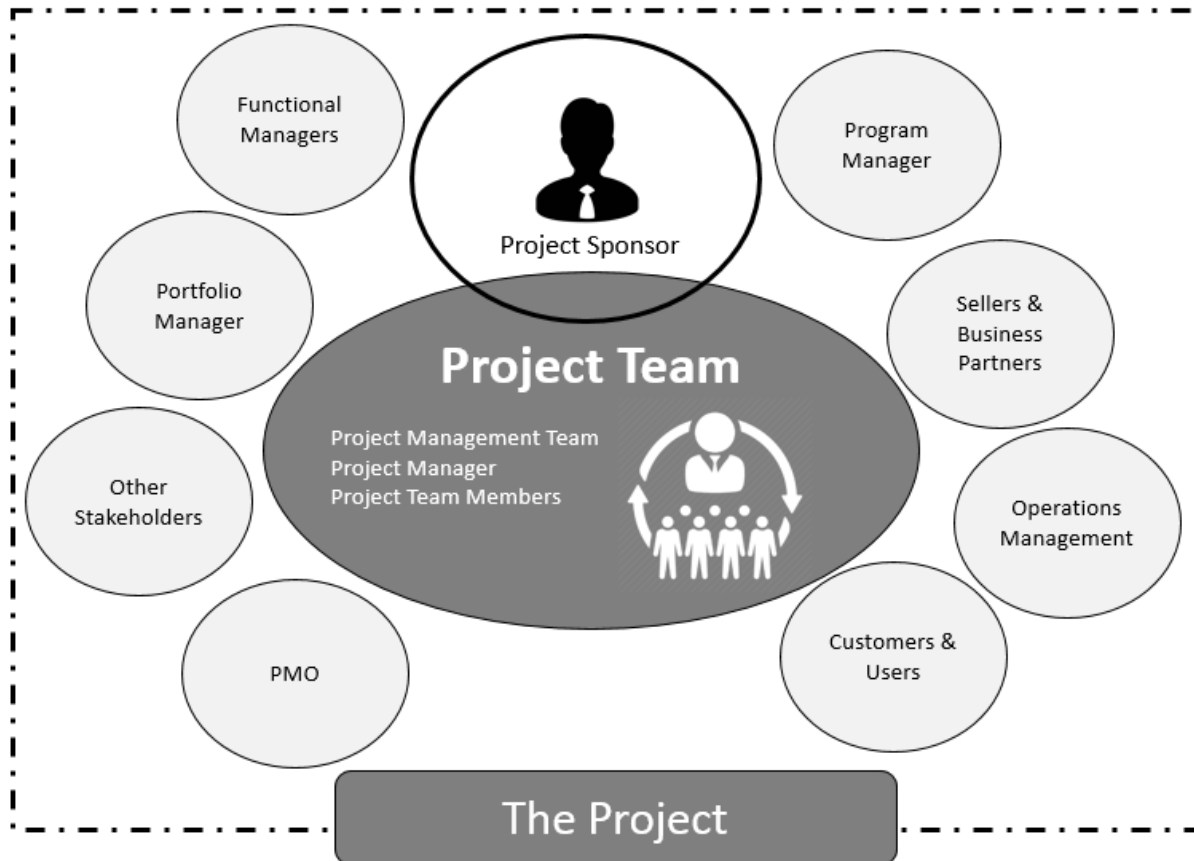 Functional
Managers
Project Sponsor
Program
Manager
Portfolio
Manager
Sellers &
Business
Partners
Project Team
Project Management Team
Project Manager
Project Team Members
Other
Stakeholders
Operations
Management
PMO
Customers &
Users
The Project